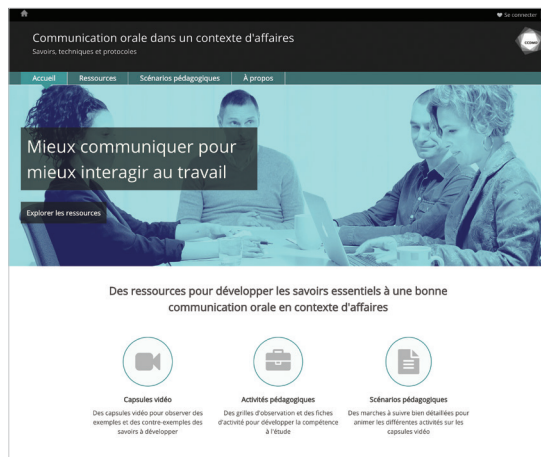 Se connecter
Communication orale dans un contexte d'affaires
Savoirs, techniques et protocoles
Accueil
Ressources
Scénarios pédagogiques
À propos
Mieux communiquer pour
mieux interagir au travail
Explorer les ressources
Des ressources pour développer les savoirs essentiels à une bonne
communication orale en contexte d'affaires
Capsules vidéo
Des capsules vidéo pour observer des
exemples et des contre-exemples des
savoirs à développer
Activités pédagogiques
Des grilles d'observation et des fiches
d'activité pour développer la compétence
à l'étude
Scénarios pédagogiques
Des marches à suivre bien détaillées pour
animer les différentes activités sur les
capsules vidéo